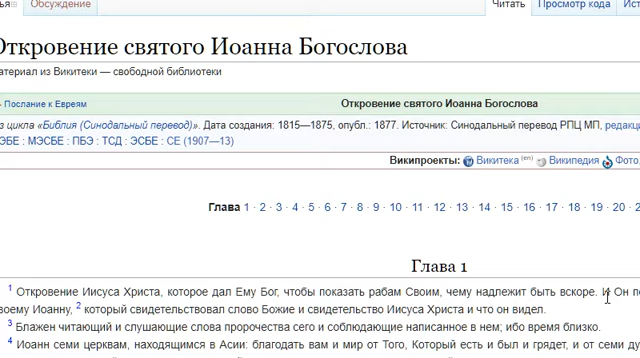 Обсуждение Читать Просмотр кода
Откровение святого Иоанна Богослова
материал из Викитеки — свободной библиотеки
Послание к Евреям Откровение святого Иоанна Богослова
из цикла «Библия (Синодальный перевод)». Дата создания: 1815—1875, опубл.: 1877. Источник: Синодальный перевод РПЦ МП,
ЭБЕ : МЭСБЕ : ПБЭ : ТСД : ЭСБЕ : СЕ (1907—13)
Википроекты: Викитека (en) Википедия Фото
Глава 1 · 2 · 3 · 4 · 5 · 6 · 7 · 8 · 9 · 10 · 11 · 12 · 13 · 14 · 15 · 16 · 17 · 18 · 19 · 20 ·
Глава 1
1 Откровение Иисуса Христа, которое дал Ему Бог, чтобы показать рабам Своим, чему надлежит быть вскоре. И Он
своему Иоанну, 2 который свидетельствовал слово Божие и свидетельство Иисуса Христа и что он видел.
3 Блажен читающий и слушающие слова пророчества сего и соблюдающие написанное в нем; ибо время близко.
4 Иоанн семи церквам, находящимся в Асии: благодать вам и мир от Того, Который есть и был и грядет, и от семи